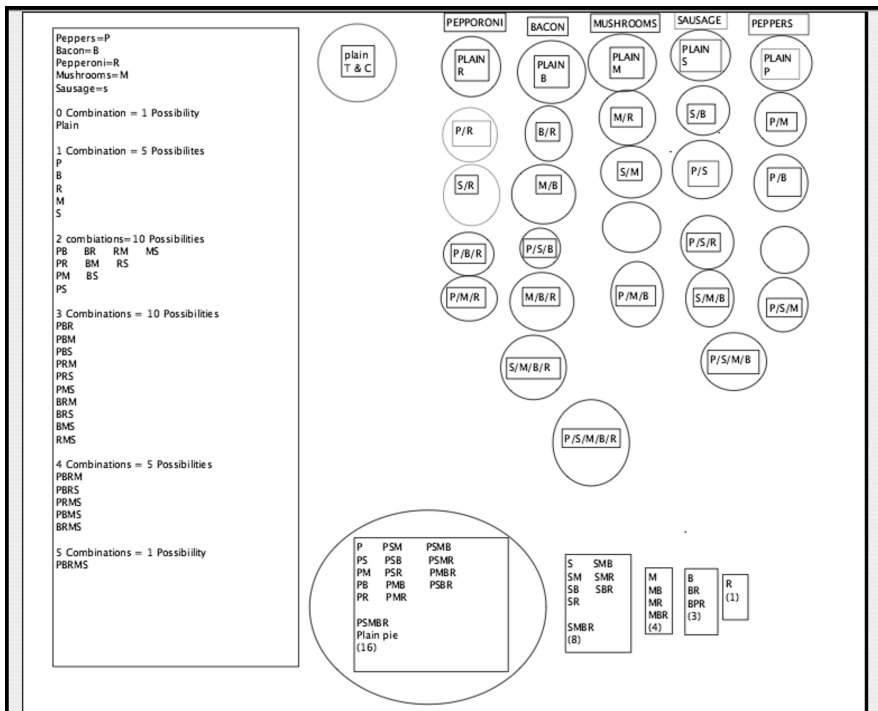 Peppers=P
Bacon=B
Pepperoni=R
Mushrooms=M
Sausage=s
0 Combination = 1 Possibility
Plain
1 Combination = 5 Possibilites
P
B
R
M
S
2 combiations=10 Possibilities
PB BR RM MS
PR BM RS
PM BS
PS
3 Combinations = 10 Possibilities
PBR
PBM
PBS
PRM
PRS
PMS
BRM
BRS
BMS
RMS
4 Combinations = 5 Possibilities
PBRM
PBRS
PRMS
PBMS
BRMS
5 Combinations = 1 Possibiility
PBRMS
plain
T & C
PEPPORONI BACON MUSHROOMS SAUSAGE PEPPERS
PLAIN
R
PLAIN
B
PLAIN
M
PLAIN
S
PLAIN
P
P/R B/R M/R S/B P/M
S/R M/B S/M P/S P/B
P/B/R P/S/B P/S/R
P/M/R M/B/R P/M/B S/M/B P/S/M
S/M/B/R P/S/M/B
P/S/M/B/R
P PSM PSMB
PS PSB PSMR
PM PSR PMBR
PB PMB PSBR
PR PMR
PSMBR
Plain pie
(16)
S SMB
SM SMR
SB SBR
SR
SMBR
(8)
M
MB
MR
MBR
(4)
B
BR
BPR
(3)
R
(1)